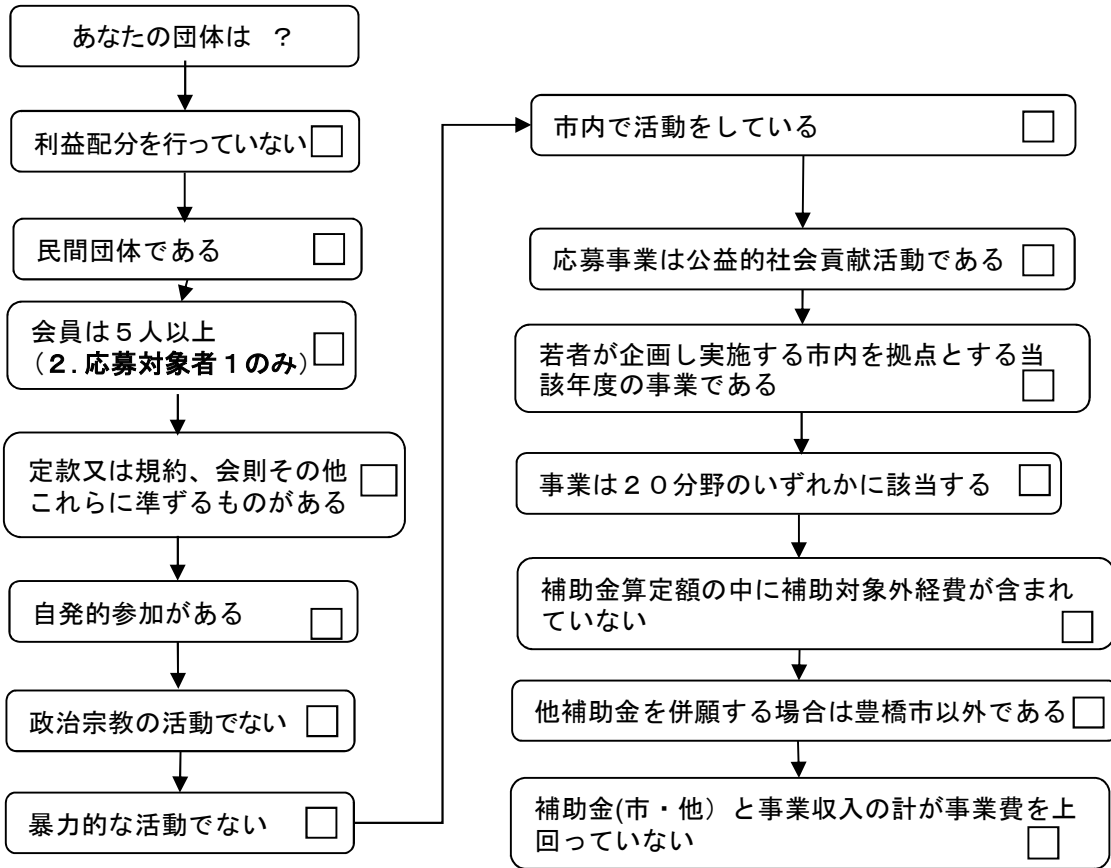 あなたの団体は　？
利益配分を行っていない□
民間団体である　□
会員は５人以上
（２.応募対象者１のみ）□
定款又は規約、会則その他
これらに準ずるものがある　□
自発的参加がある　□
政治宗教の活動でない　□
暴力的な活動でない　□
市内で活動をしている　□
応募事業は公益的社会貢献活動である　□
若者が企画し実施する市内を拠点とする当
該年度の事業である　□
事業は２０分野のいずれかに該当する　□
補助金算定額の中に補助対象外経費が含まれ
ていない　□
他補助金を併願する場合は豊橋市以外である□
補助金(市・他）と事業収入の計が事業費を上
回っていない　□